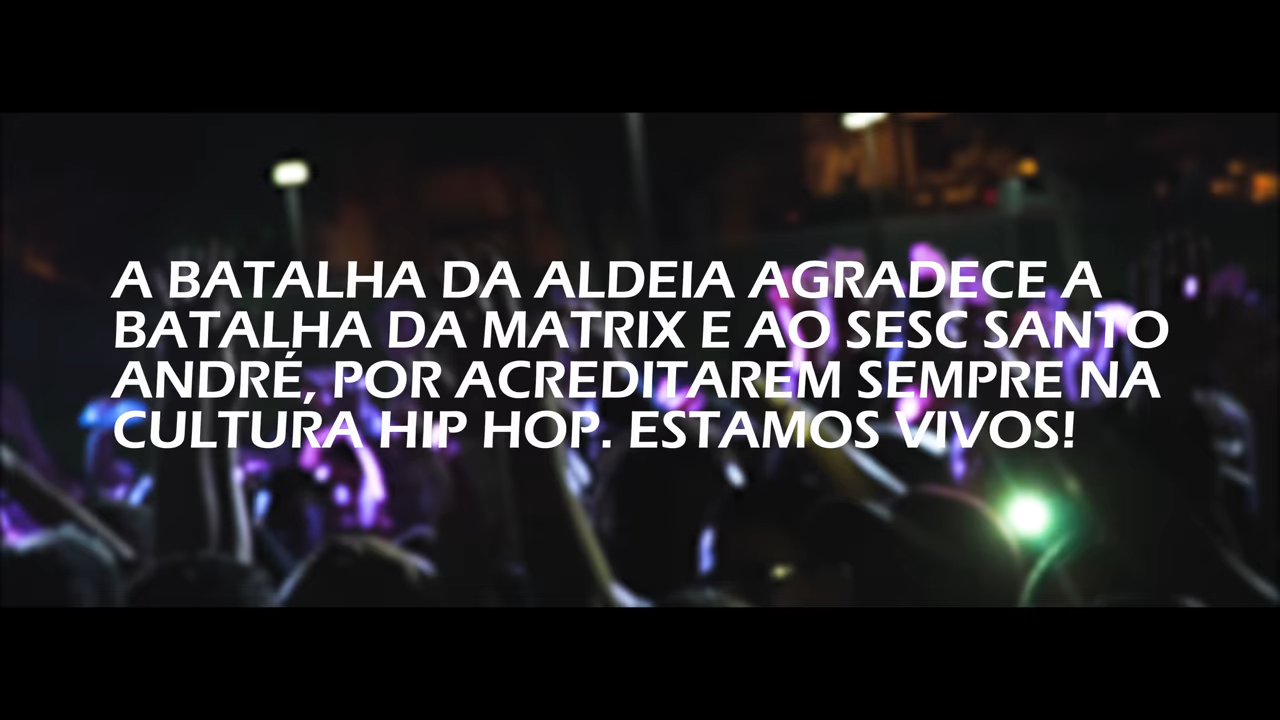 A BATALHA DA ALDEIA AGRADECE A
BATALHA DA MATRIX E AO SESC SANTO
ANDRÉ, POR ACREDITAREM SEMPRE NA
CULTURA HIP HOP. ESTAMOS VIVOS!